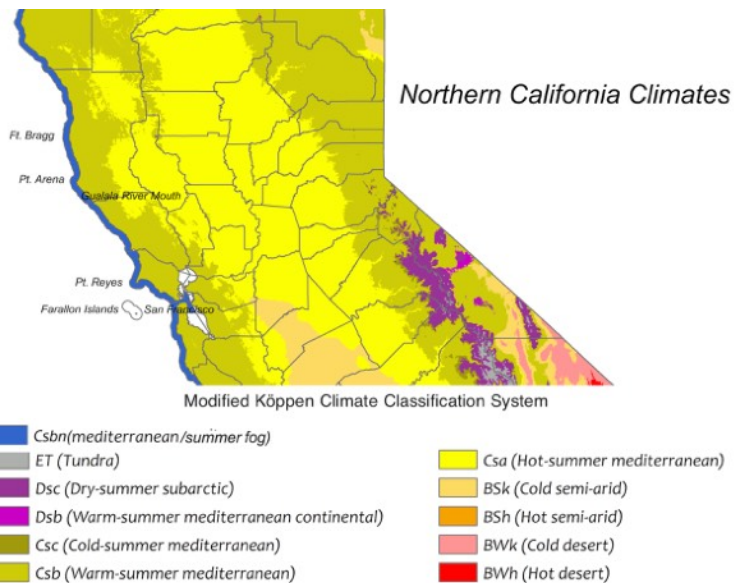 Northern California Climates
Ft. Bragg
Pt. Arena
Gualala River Mouth
Pt. Reyes
Farallon Islands
San Francisco
Modified Köppen Climate Classification System
Csbn(mediterranean/summer fog)
ET (Tundra)
Dsc (Dry-summer subarctic)
Dsb (Warm-summer mediterranean continental)
Csc (Cold-summer mediterranean)
Csb (Warm-summer mediterranean)
Csa (Hot-summer mediterranean)
BSk (Cold semi-arid)
BSh (Hot semi-arid)
BWk (Cold desert)
BWh (Hot desert)